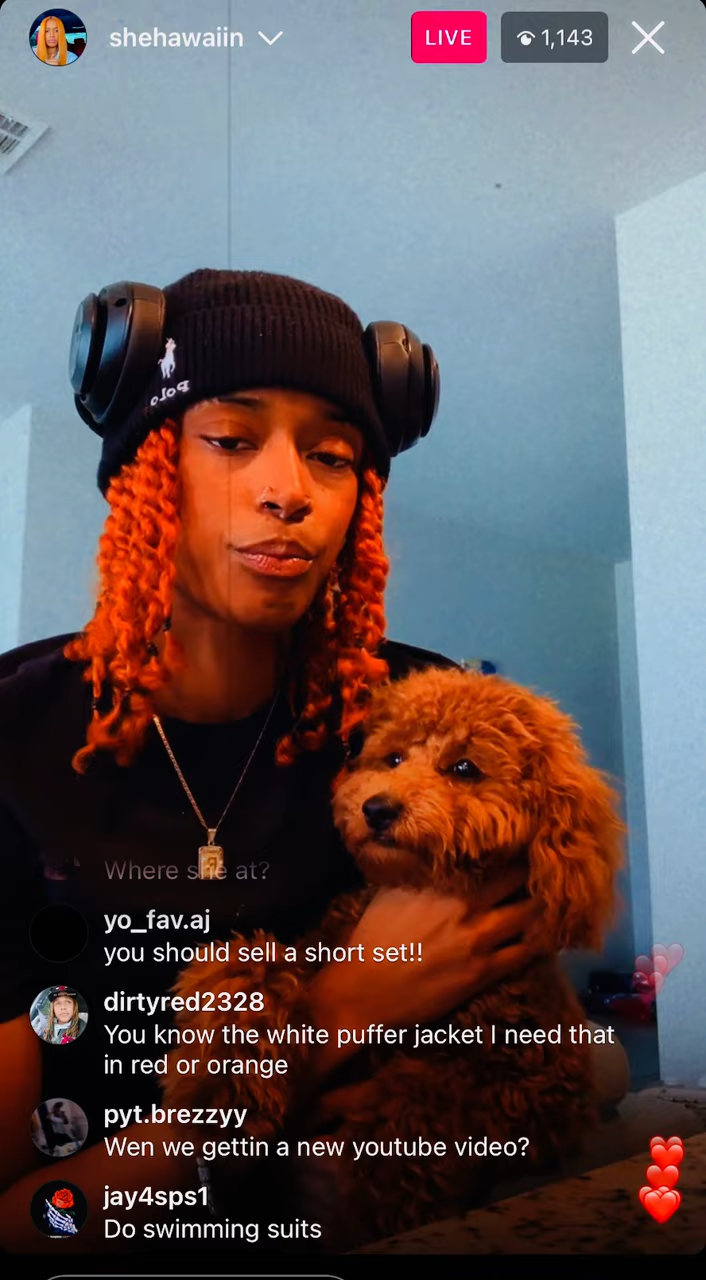 shehawaiin
LIVE
1,143
Polo
Where she at?
yo_fav.aj
you should sell a short set!!
dirtyred2328
You know the white puffer jacket I need that
in red or orange
pyt.brezzyy
Wen we gettin a new youtube video?
jay4sps1
Do swimming suits